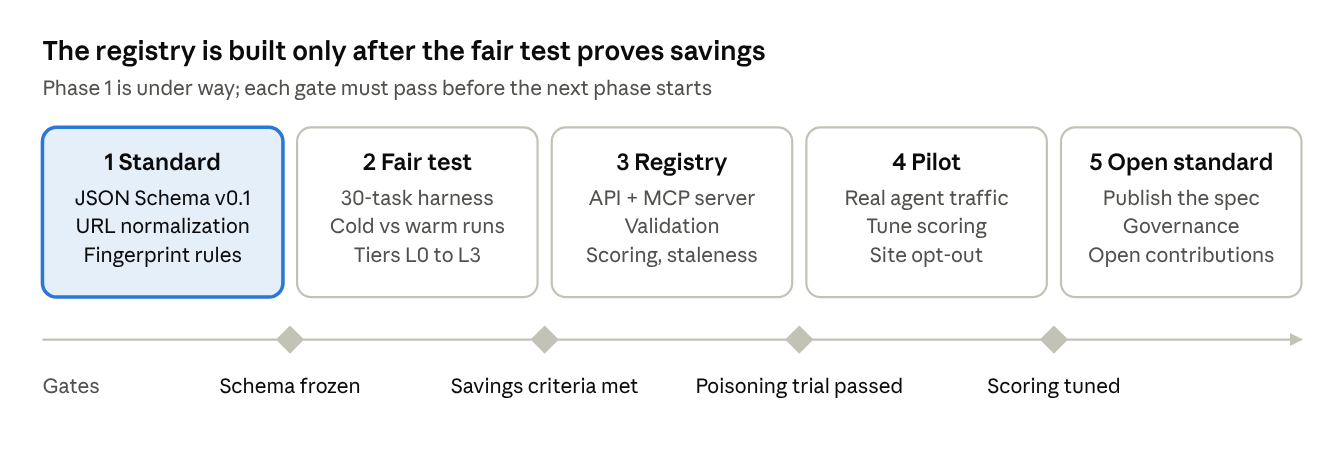 The registry is built only after the fair test proves savings
Phase 1 is under way; each gate must pass before the next phase starts
1 Standard
JSON Schema v0.1
URL normalization
Fingerprint rules
2 Fair test
30-task harness
Cold vs warm runs
Tiers L0 to L3
3 Registry
API + MCP server
Validation
Scoring, staleness
4 Pilot
Real agent traffic
Tune scoring
Site opt-out
5 Open standard
Publish the spec
Governance
Open contributions
Gates
Schema frozen
Savings criteria met
Poisoning trial passed
Scoring tuned